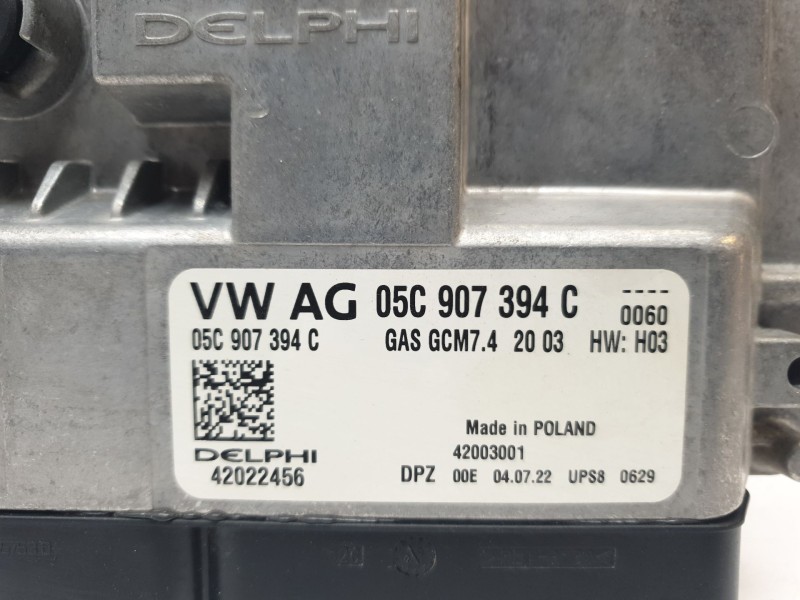 DELPHI
VW AG 05C 907 394 C ----
0060
05C 907 394 C GAS GCM7.4 20 03 HW: H03
Made in POLAND
DELPHI 42003001
42022456 DPZ 00E 04.07.22 UPS8 0629